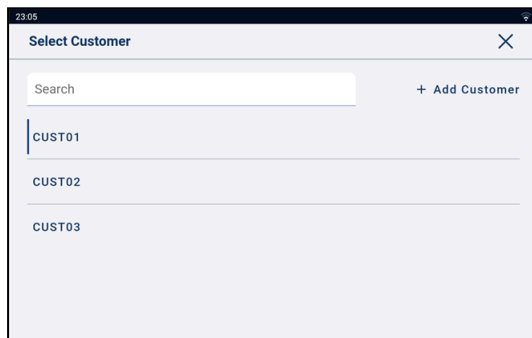 23:05
Select Customer
Search
+ Add Customer
CUST01
CUST02
CUST03